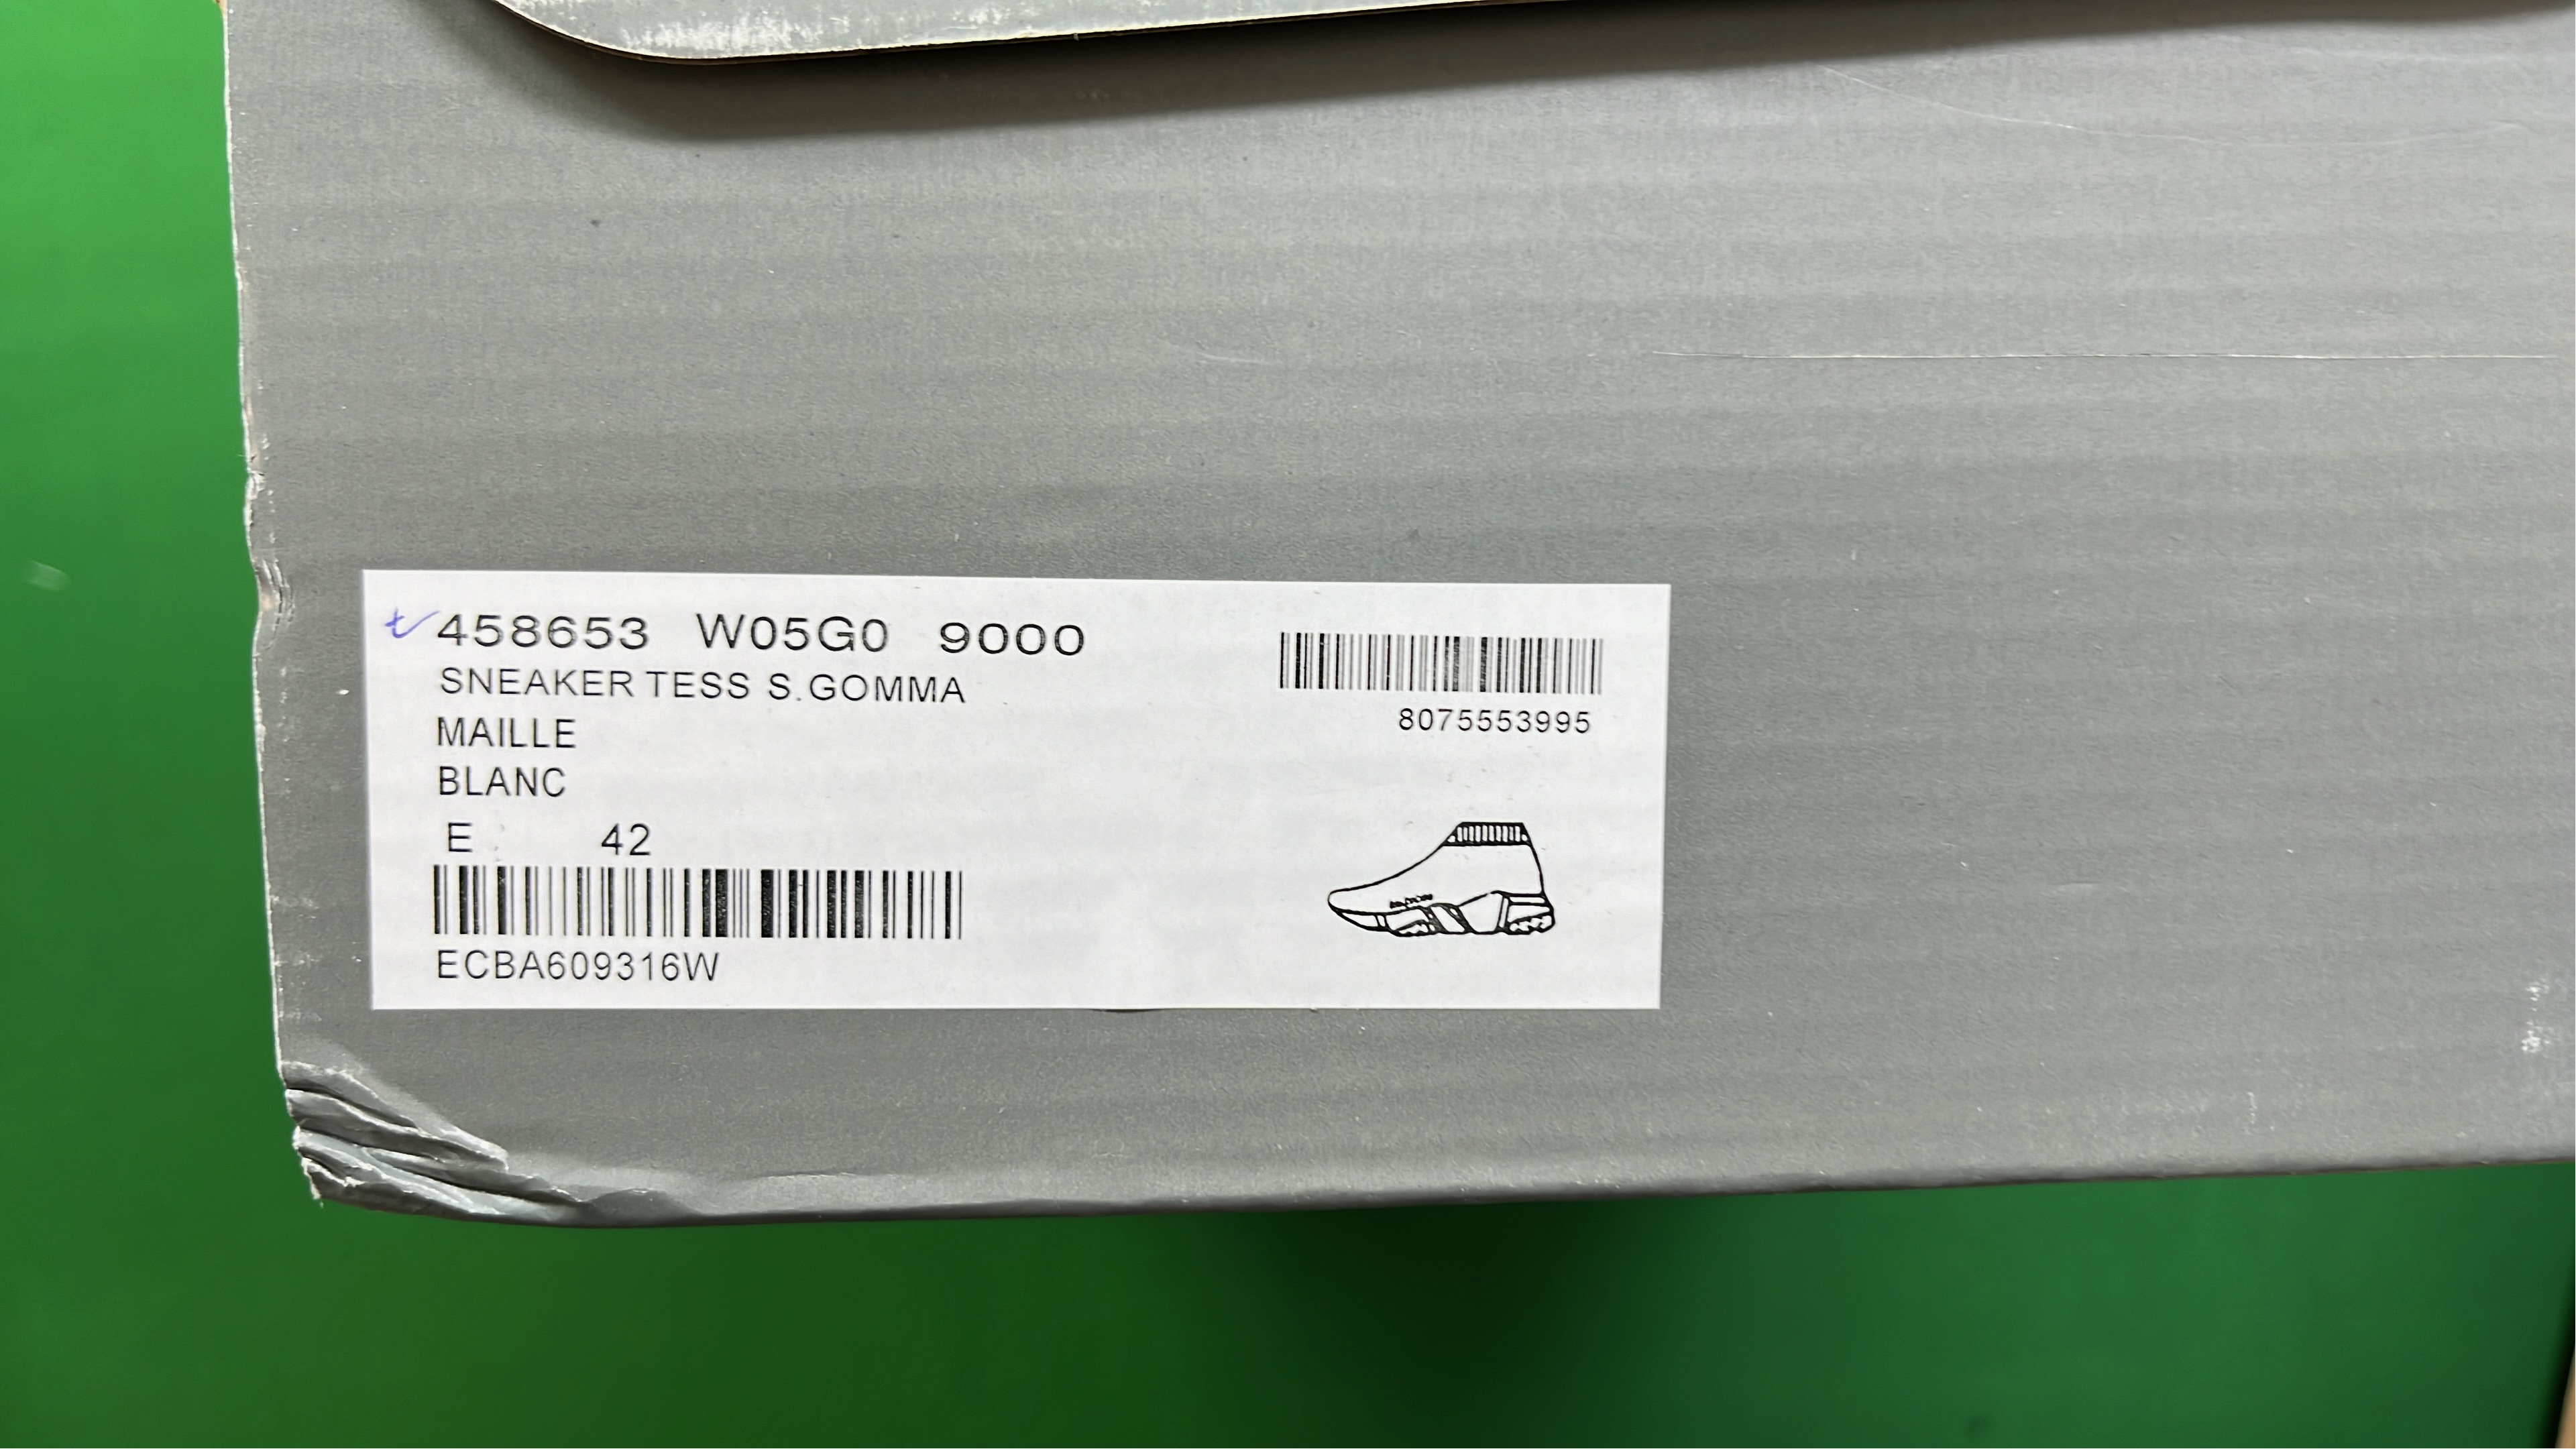 458653 W05G0 9000
SNEAKER TESS S.GOMMA
MAILLE
BLANC
E 42
ECBA609316W
8075553995